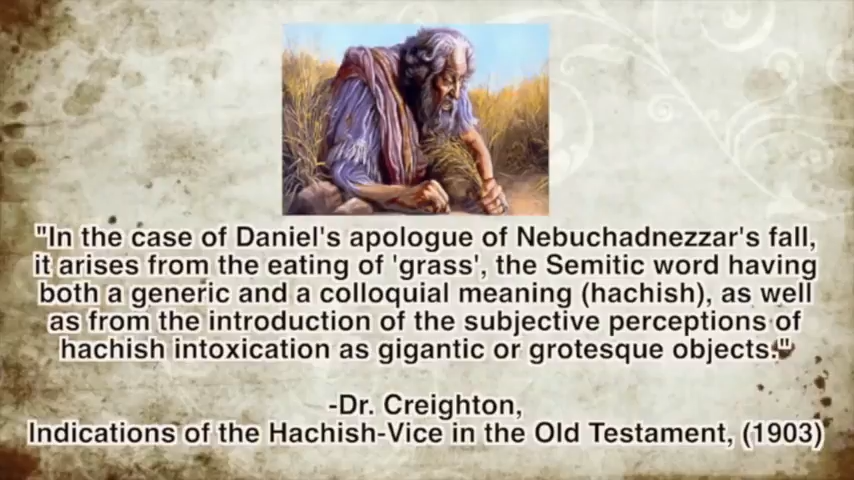 "In the case of Daniel's apologue of Nebuchadnezzar's fall,
it arises from the eating of 'grass', the Semitic word having
both a generic and a colloquial meaning (hachish), as well
as from the introduction of the subjective perceptions of
hachish intoxication as gigantic or grotesque objects."
-Dr. Creighton,
Indications of the Hachish-Vice in the Old Testament, (1903)